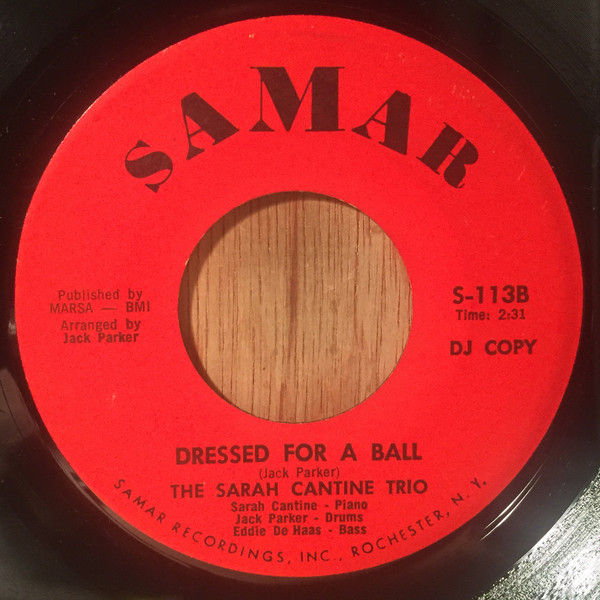 SAMAR
Published by
MARSA — BMI
Arranged by
Jack Parker
S-113B
Time: 2:31
DJ COPY
DRESSED FOR A BALL
(Jack Parker)
THE SARAH CANTINE TRIO
Sarah Cantine - Piano
Jack Parker - Drums
Eddie De Haas - Bass
SAMAR RECORDINGS, INC., ROCHESTER, N. Y.